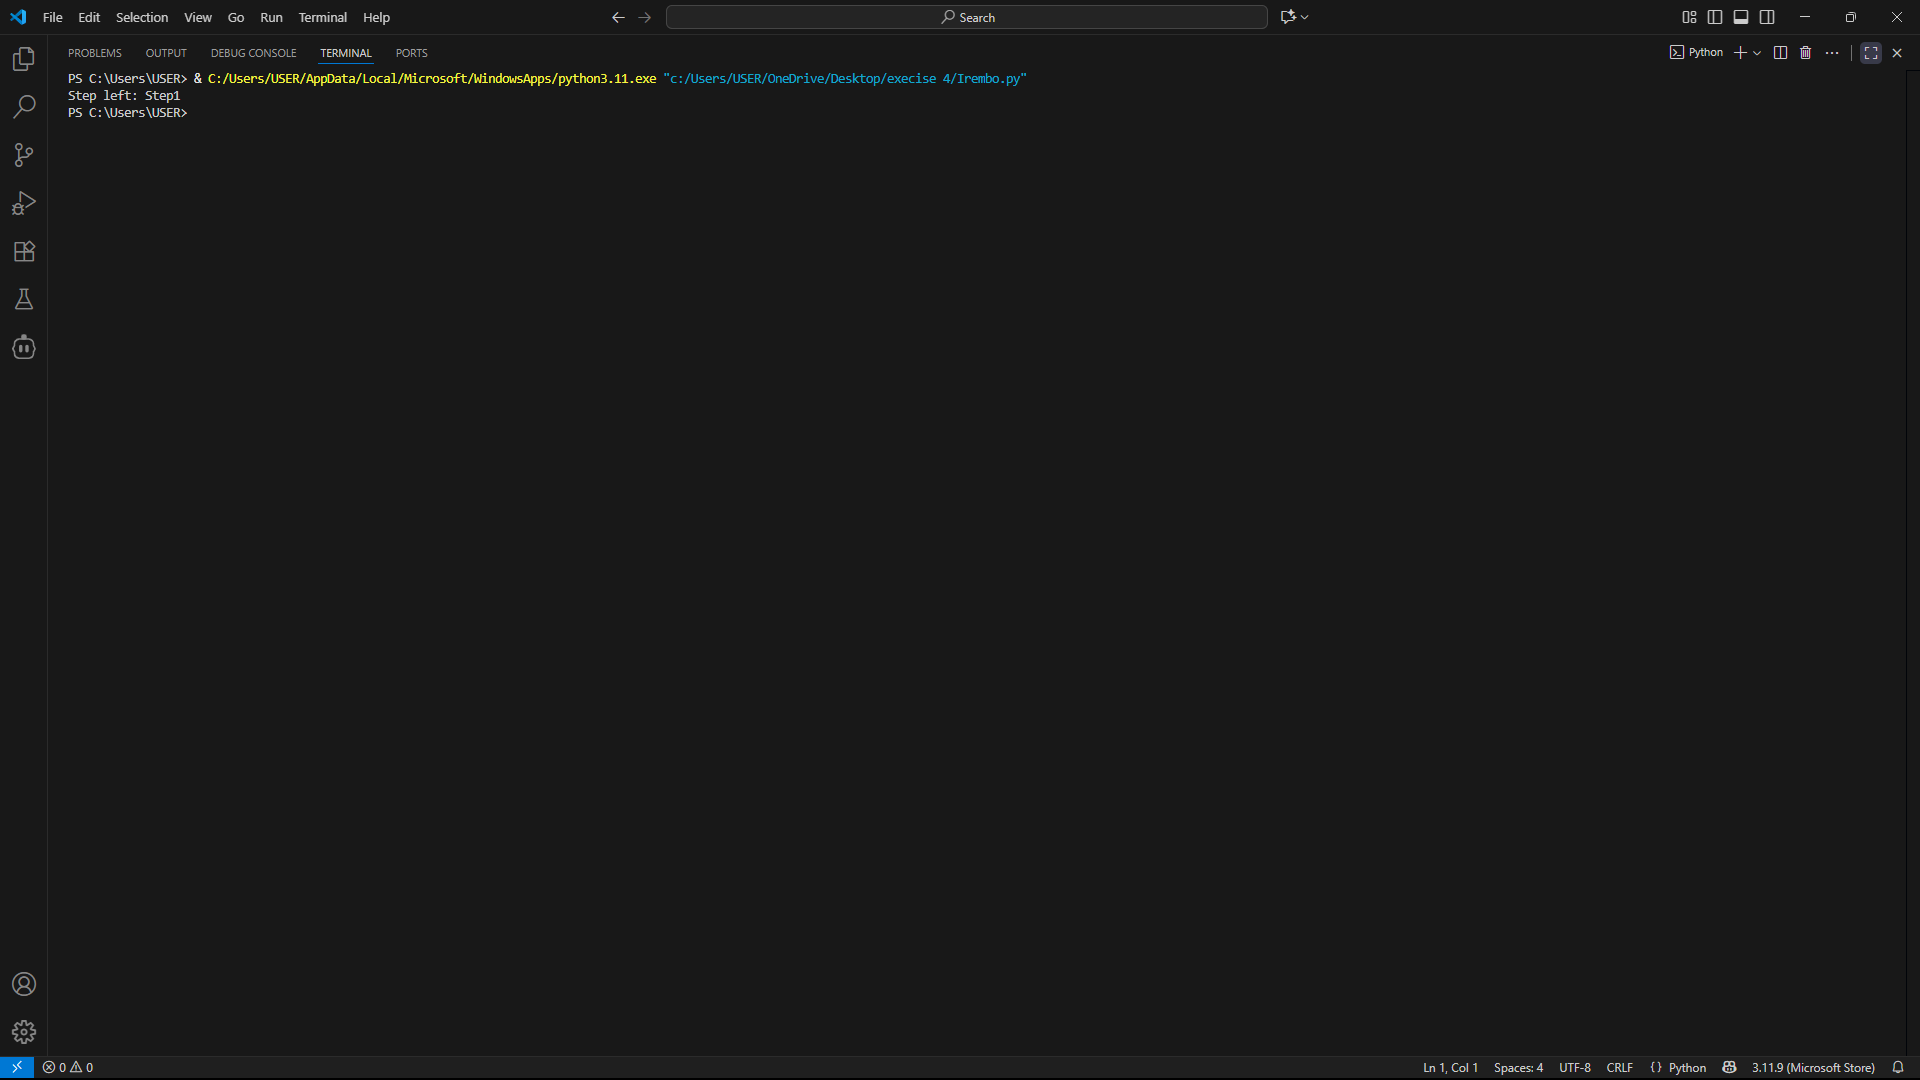 File Edit Selection View Go Run Terminal Help
Search
PROBLEMS OUTPUT DEBUG CONSOLE TERMINAL PORTS
Python
PS C:\Users\USER> & C:/Users/USER/AppData/Local/Microsoft/WindowsApps/python3.11.exe "c:/Users/USER/OneDrive/Desktop/execise 4/Irembo.py"
Step left: Step1
PS C:\Users\USER>
0 0
Ln 1, Col 1 Spaces: 4 UTF-8 CRLF {} Python 3.11.9 (Microsoft Store)